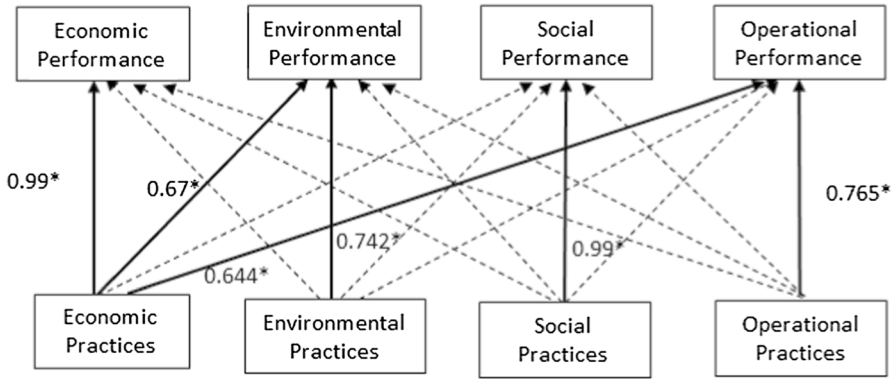 Economic
Performance
Environmental
Performance
Social
Performance
Operational
Performance
0.99*
0.67*
0.765*
0.742*
0.99*
0.644*
Economic
Practices
Environmental
Practices
Social
Practices
Operational
Practices